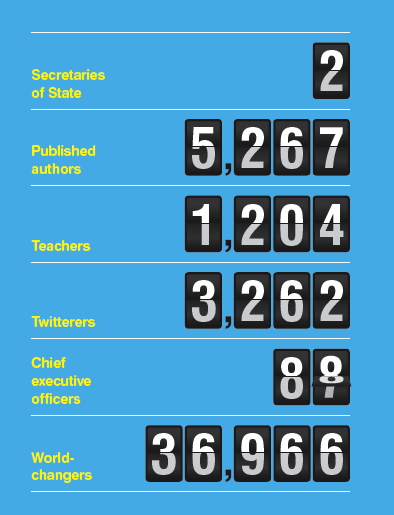 Secretaries
of State
2
Published
authors
5,267
Teachers
1,204
Twitterers
3,262
Chief
executive
officers
88
World-
changers
36,966